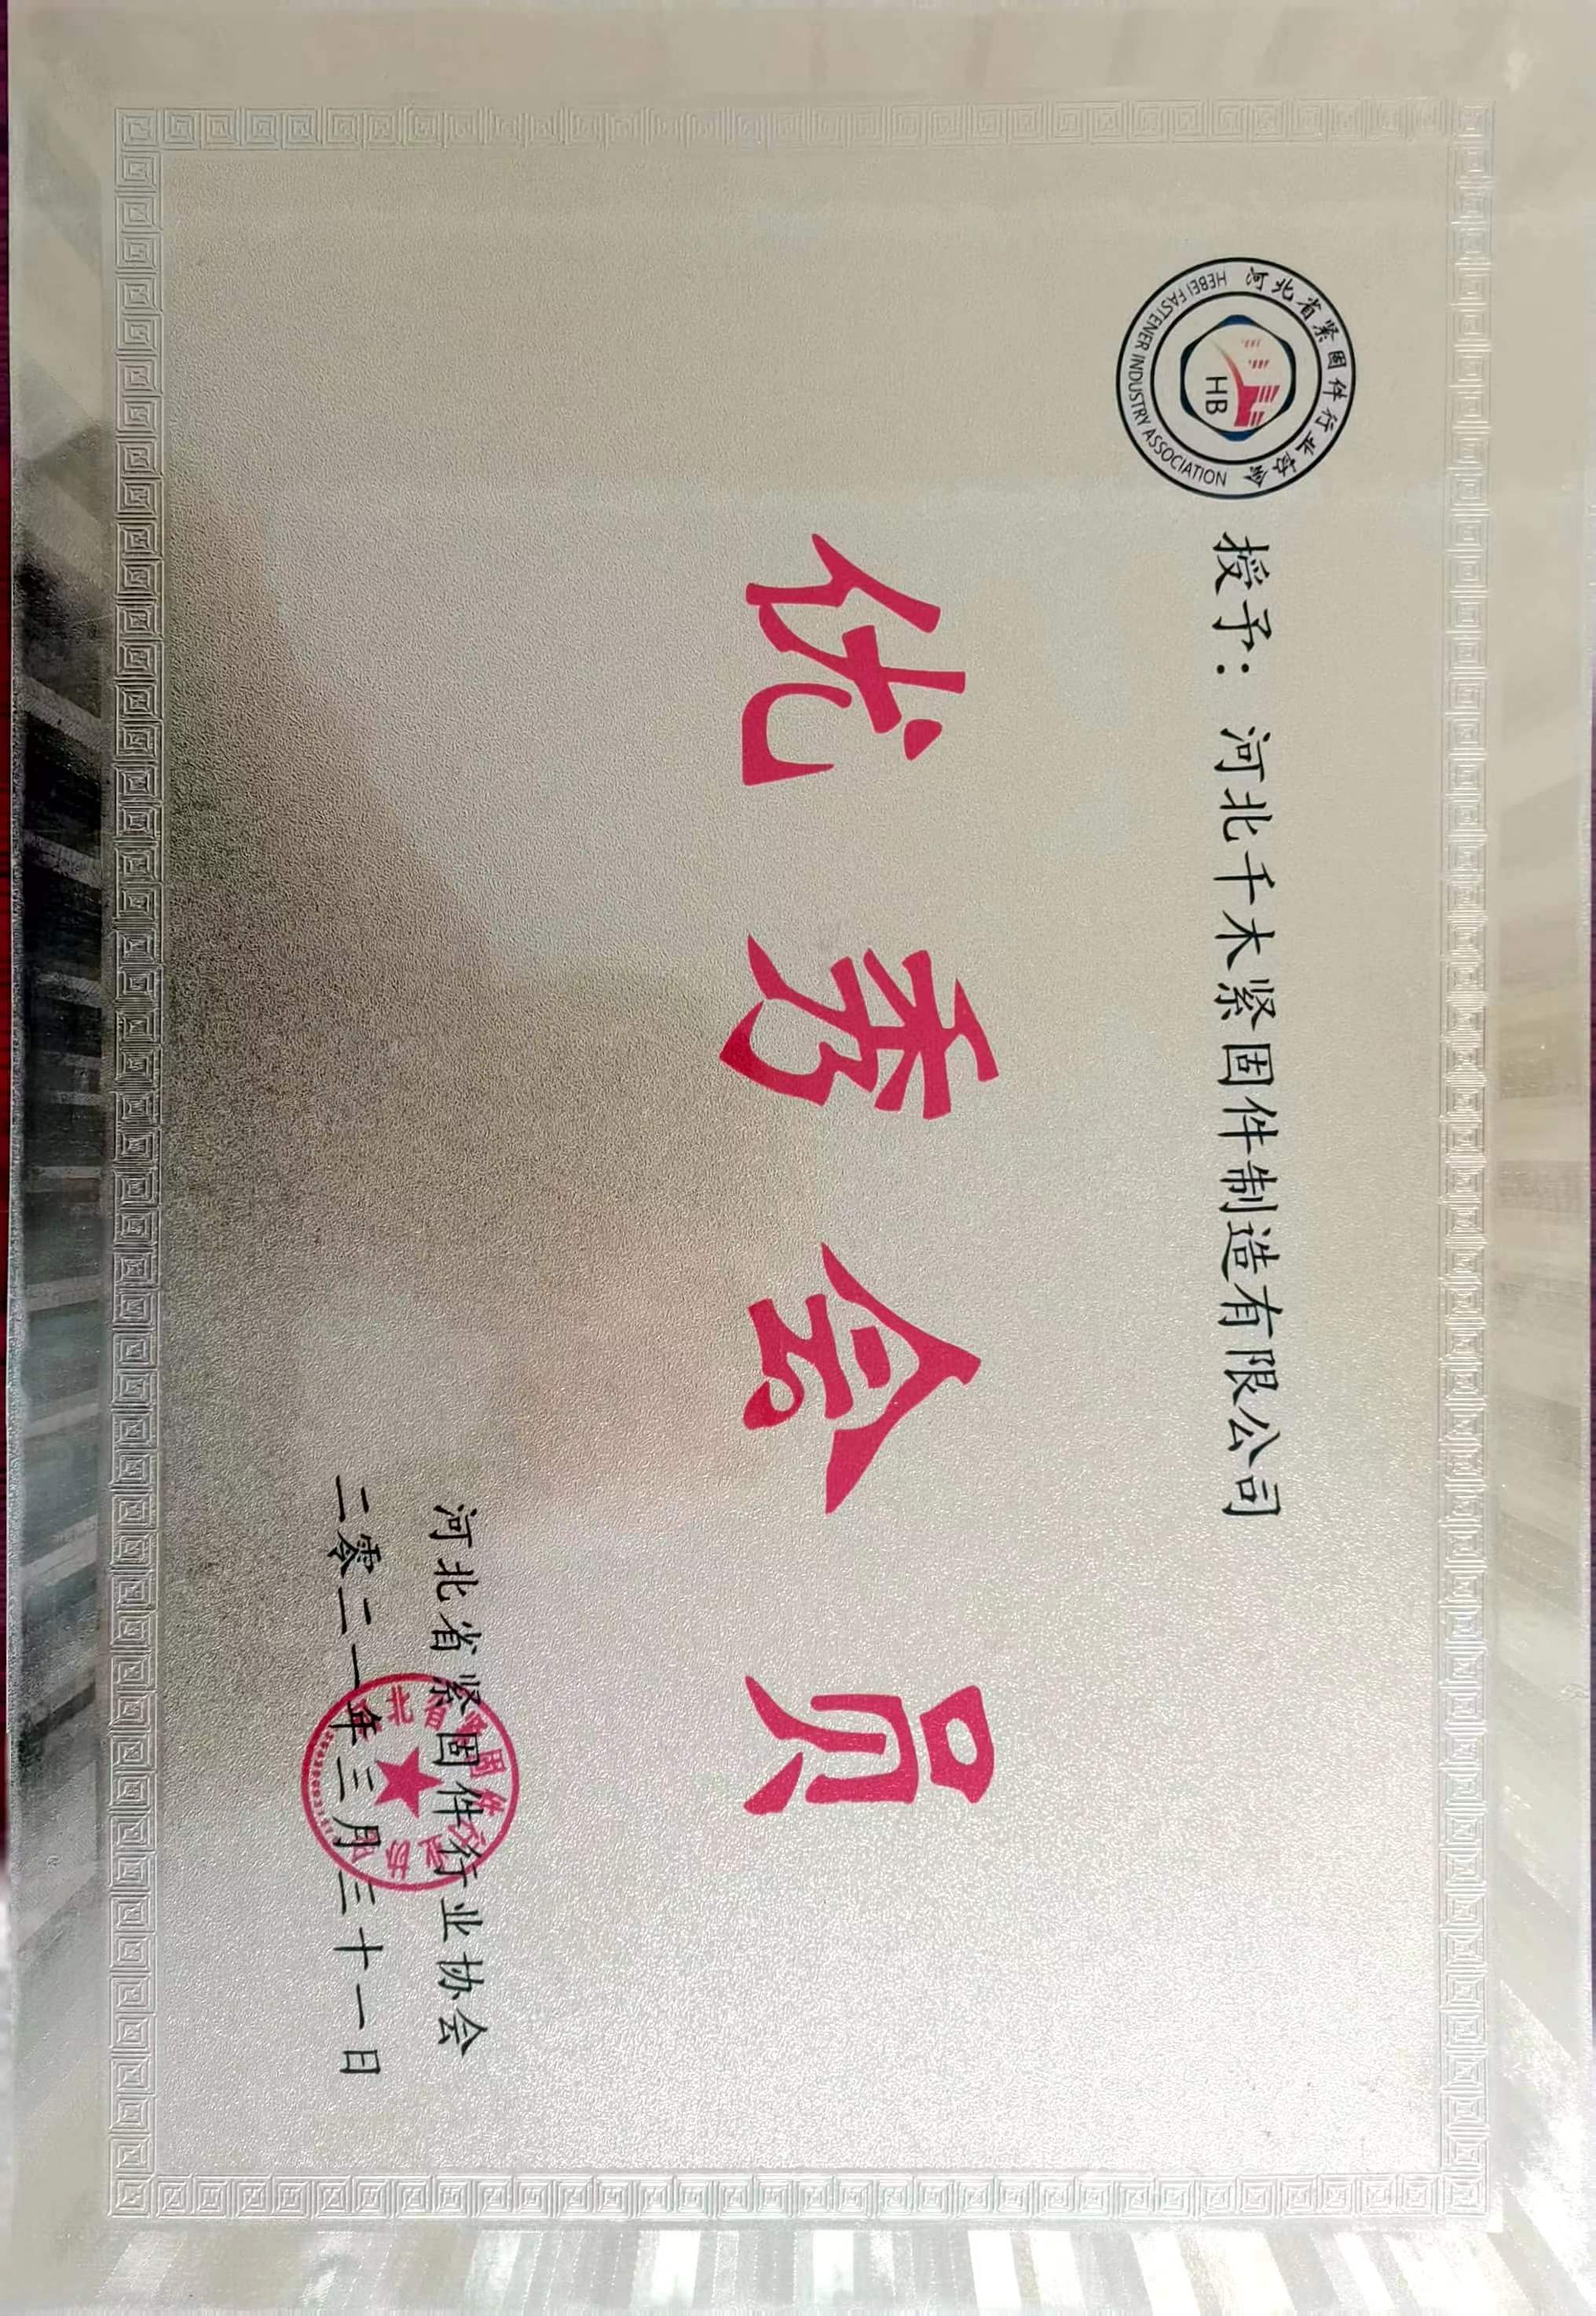 河北省紧固件行业协会
HEBEI FASTENER INDUSTRY ASSOCIATION
HB
授予：河北千木紧固件制造有限公司
优秀会员
河北省紧固件行业协会
二零二一年三月三十一日